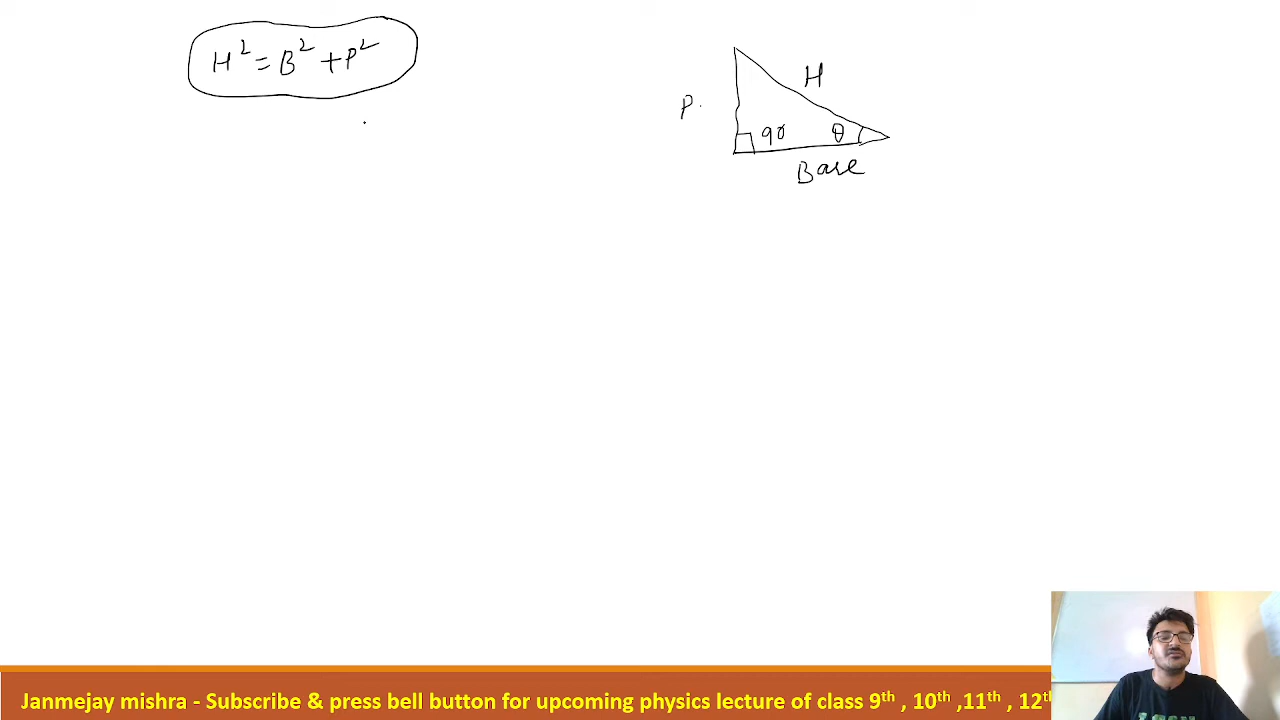 H² = B² + P²
H
P.
90
θ
Base
Janmejay mishra - Subscribe & press bell button for upcoming physics lecture of class 9th , 10th ,11th , 12th